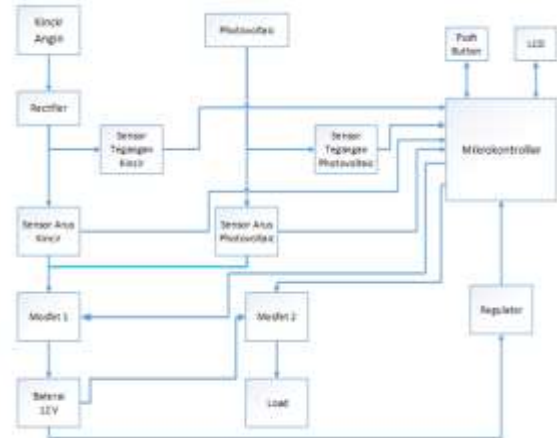 Kincir
Angin
Photovoltaic
Push
Button
LCD
Rectifier
Sensor
Tegangan
Kincir
Sensor
Tegangan
Photovoltaic
Mikrokontroller
Sensor Arus
Kincir
Sensor Arus
Photovoltaic
Mosfet 1
Mosfet 2
Regulator
Baterai
12 V
Load